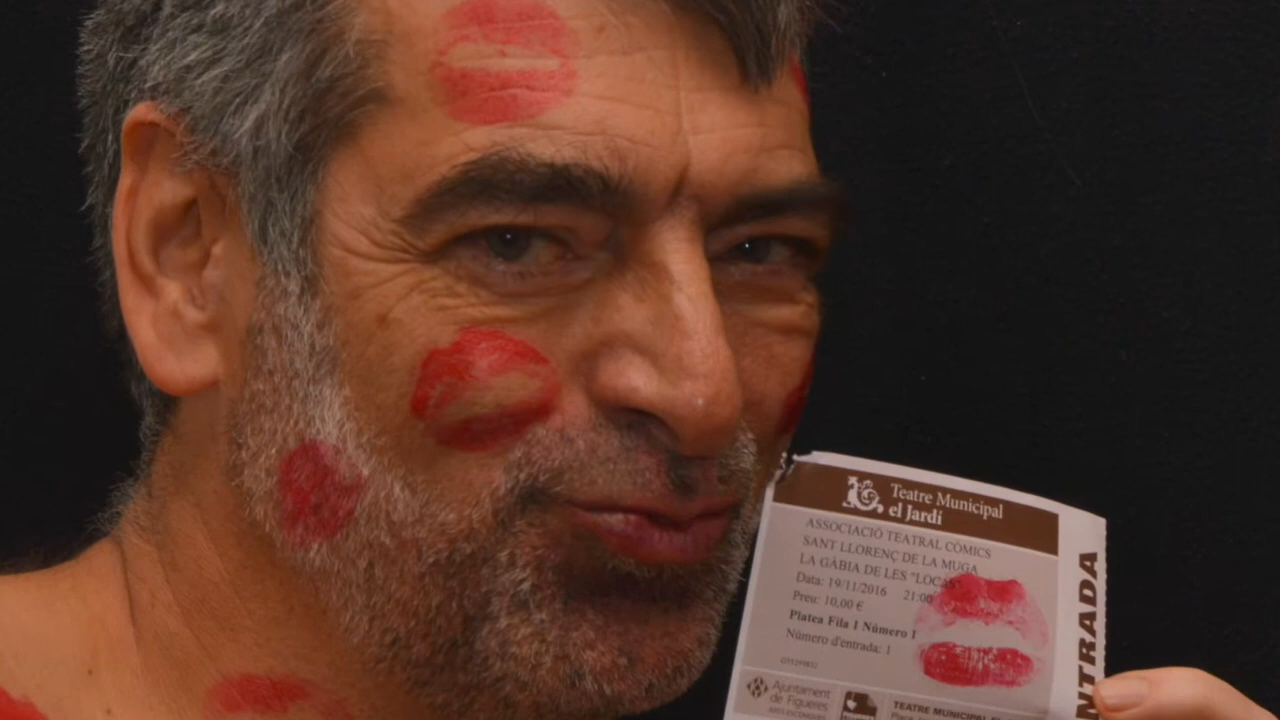 Teatre Municipal
el Jardí
ASSOCIACIÓ TEATRAL CÒMICS
SANT LLORENÇ DE LA MUGA
LA GÀBIA DE LES "LOCAS"
Data: 19/11/2016 21:00
Preu: 10,00 €
Platea Fila 1 Número 1
Número d'entrada: 1
Ajuntament
de Figueres
TEATRE MUNICIPAL
NTRADA